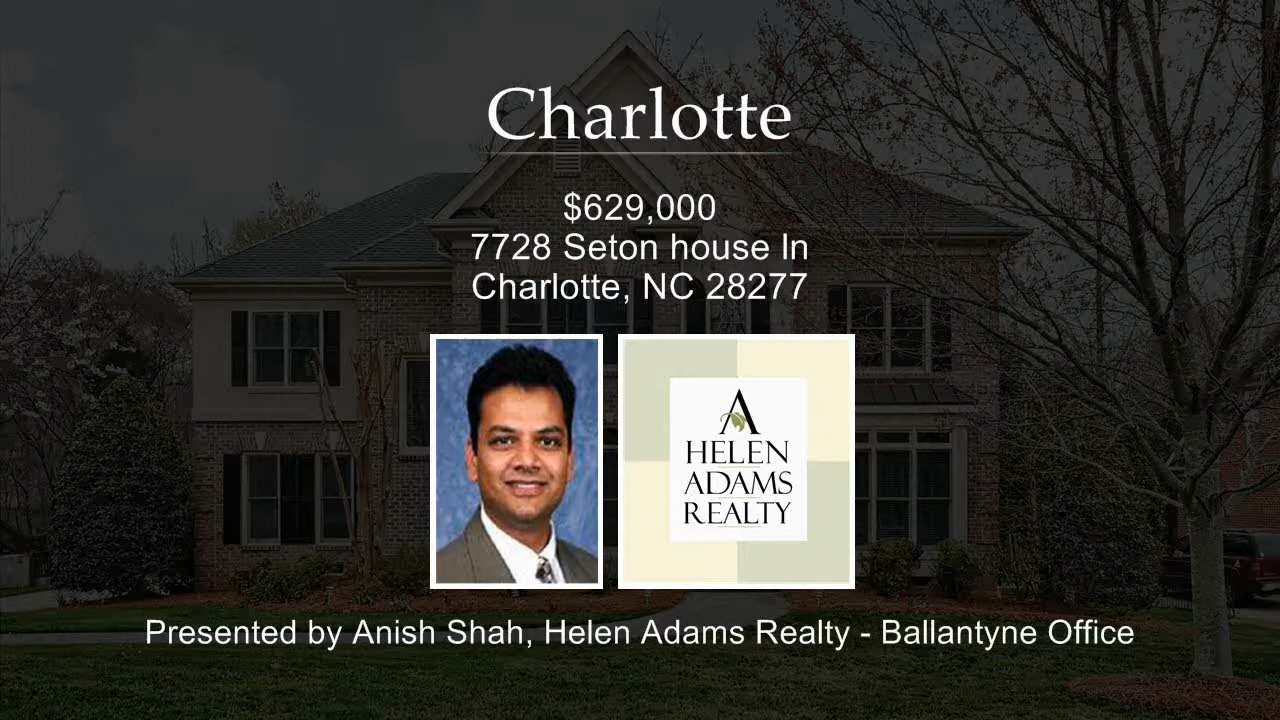 Charlotte
$629,000
7728 Seton house ln
Charlotte, NC 28277
A
HELEN
ADAMS
REALTY
Presented by Anish Shah, Helen Adams Realty - Ballantyne Office